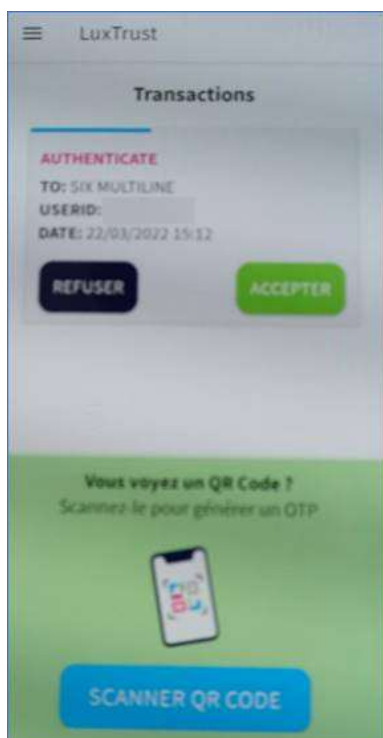 LuxTrust
Transactions
AUTHENTICATE
TO: SIX MULTILINE
USERID:
DATE: 22/03/2022 15:12
REFUSER
ACCEPTER
Vous voyez un QR Code ?
Scannez-le pour générer un OTP
SCANNER QR CODE